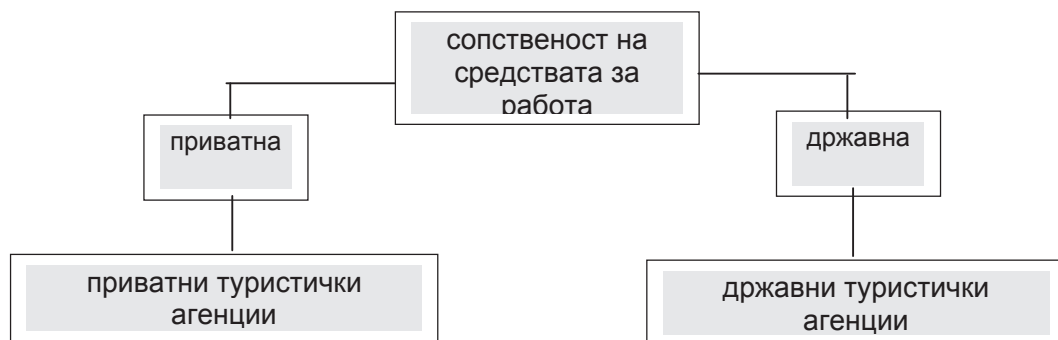 сопственост на
средствата за
работа
приватна
државна
приватни туристички
агенции
државни туристички
агенции